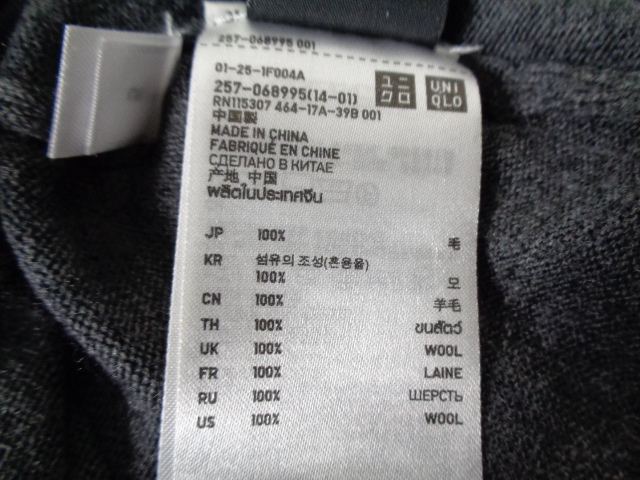 257-068995 001
01-25-1F004A
257-068995(14-01)
ユニクロ
UNIQLO
RN115307 464-17A-39B 001
中国製
MADE IN CHINA
FABRIQUÉ EN CHINE
СДЕЛАНО В КИТАЕ
产地 中国
ผลิตในประเทศจีน
JP 100% 毛
KR 섬유의 조성(혼용율)
100% 모
CN 100% 羊毛
TH 100% ขนสัตว์
UK 100% WOOL
FR 100% LAINE
RU 100% ШЕРСТЬ
US 100% WOOL